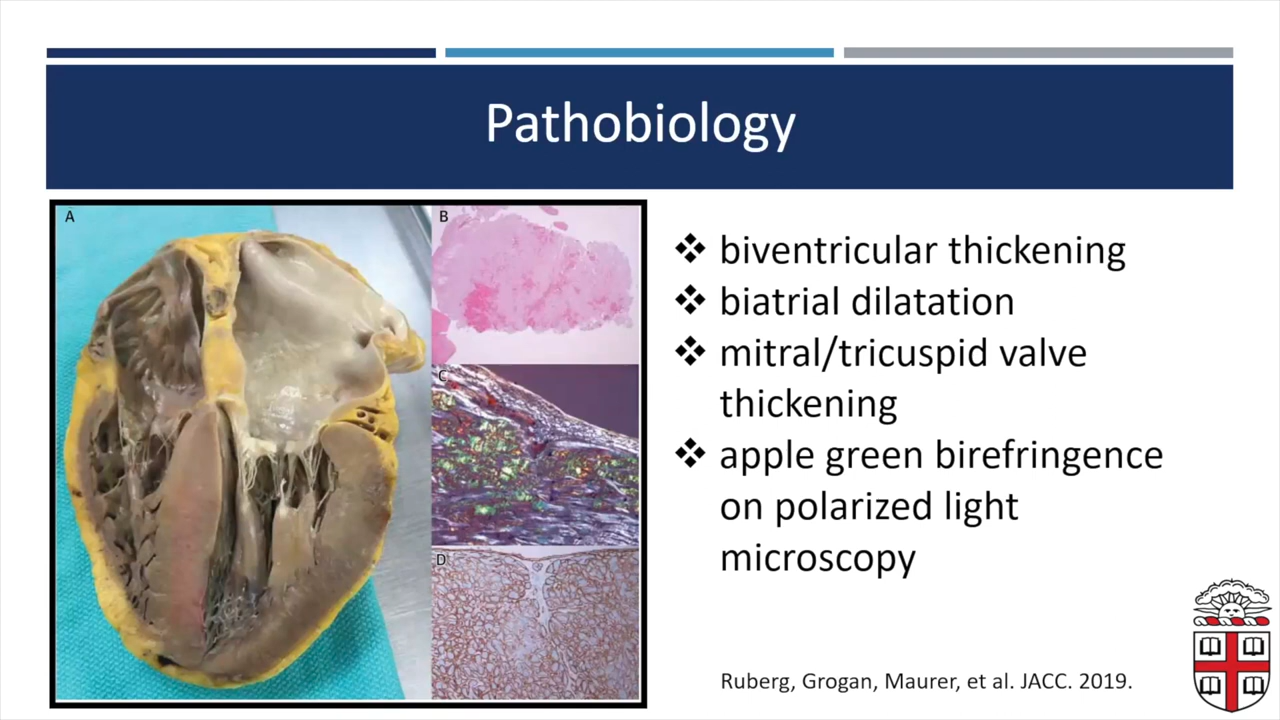 Pathobiology
A
B
C
D
❖ biventricular thickening
❖ biatrial dilatation
❖ mitral/tricuspid valve
thickening
❖ apple green birefringence
on polarized light
microscopy
Ruberg, Grogan, Maurer, et al. JACC. 2019.